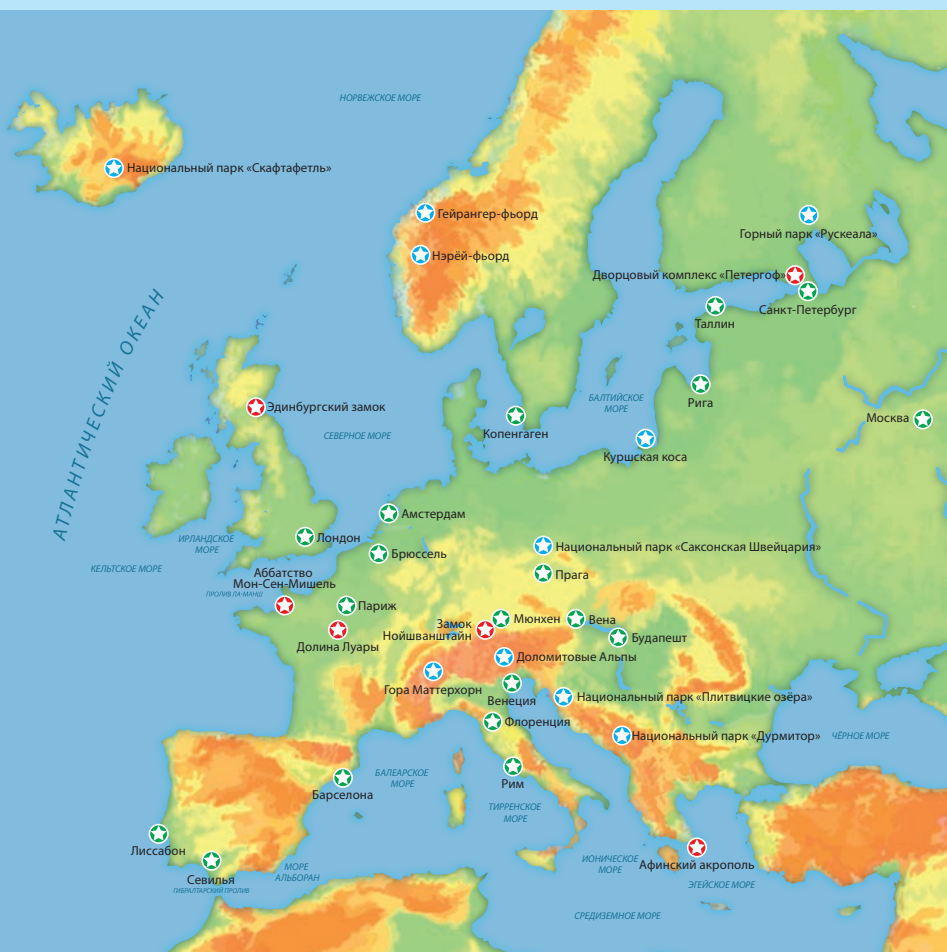 НОРВЕЖСКОЕ МОРЕ
Национальный парк «Скафтафетль»
Гейрангер-фьорд
Горный парк «Рускеала»
Нэрёй-фьорд
Дворцовый комплекс «Петергоф»
Санкт-Петербург
Таллин
АТЛАНТИЧЕСКИЙ ОКЕАН
Эдинбургский замок
БАЛТИЙСКОЕ
МОРЕ
Рига
Москва
СЕВЕРНОЕ МОРЕ
Копенгаген
Куршская коса
Амстердам
ИРЛАНДСКОЕ
МОРЕ
Лондон
Национальный парк «Саксонская Швейцария»
Брюссель
КЕЛЬТСКОЕ МОРЕ
Аббатство
Мон-Сен-Мишель
ПРОЛИВ ЛА-МАНШ
Прага
Париж
Долина Луары
Замок
Нойшванштайн
Мюнхен
Вена
Будапешт
Доломитовые Альпы
Гора Маттерхорн
Венеция
Национальный парк «Плитвицкие озёра»
Флоренция
Национальный парк «Дурмитор»
ЧЁРНОЕ МОРЕ
Барселона
БАЛЕАРСКОЕ
МОРЕ
Рим
ТИРРЕНСКОЕ
МОРЕ
Лиссабон
Севилья
ГИБРАЛТАРСКИЙ ПРОЛИВ
МОРЕ
АЛЬБОРАН
ИОНИЧЕСКОЕ
МОРЕ
Афинский акрополь
ЭГЕЙСКОЕ МОРЕ
СРЕДИЗЕМНОЕ МОРЕ